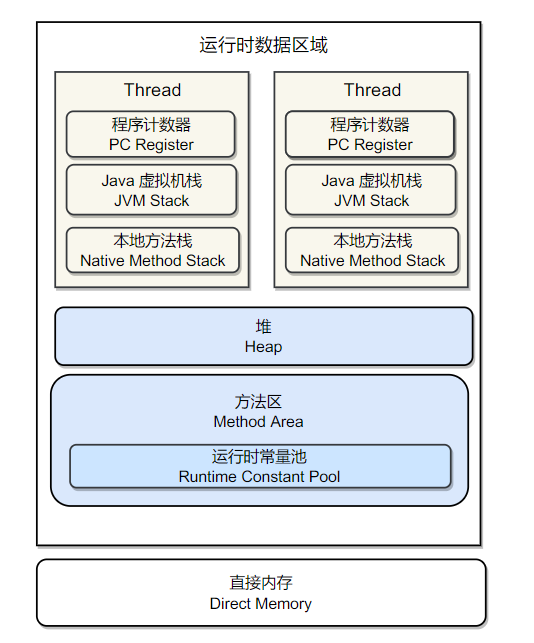 运行时数据区域
Thread
程序计数器
PC Register
Java 虚拟机栈
JVM Stack
本地方法栈
Native Method Stack
Thread
程序计数器
PC Register
Java 虚拟机栈
JVM Stack
本地方法栈
Native Method Stack
堆
Heap
方法区
Method Area
运行时常量池
Runtime Constant Pool
直接内存
Direct Memory